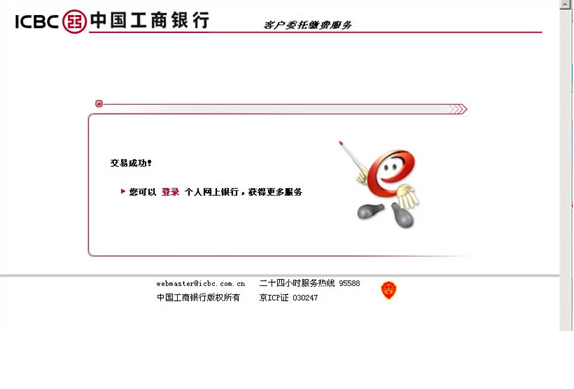 ICBC 中国工商银行 客户委托缴费服务
交易成功!
您可以 登录 个人网上银行,获得更多服务
webmaster@icbc.com.cn 二十四小时服务热线 95588
中国工商银行版权所有 京ICP证 030247